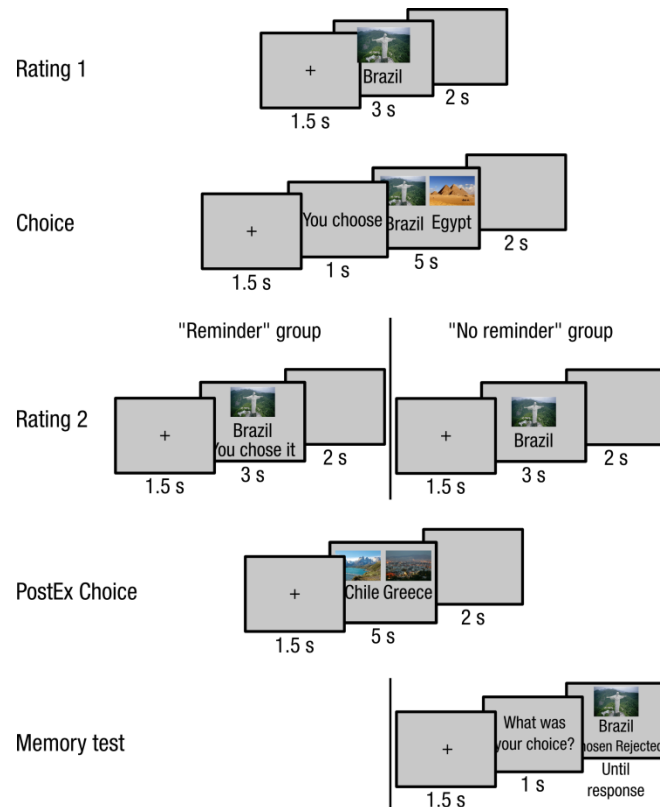 Rating 1
+
Brazil
1.5 s
3 s
2 s
Choice
+
You choose
Brazil Egypt
1.5 s
1 s
5 s
2 s
"Reminder" group
"No reminder" group
Rating 2
+
Brazil
You chose it
1.5 s
3 s
2 s
+
Brazil
1.5 s
3 s
2 s
PostEx Choice
+
Chile Greece
1.5 s
5 s
2 s
Memory test
+
What was
your choice?
Brazil
Rejected
1.5 s
1 s
Until
response